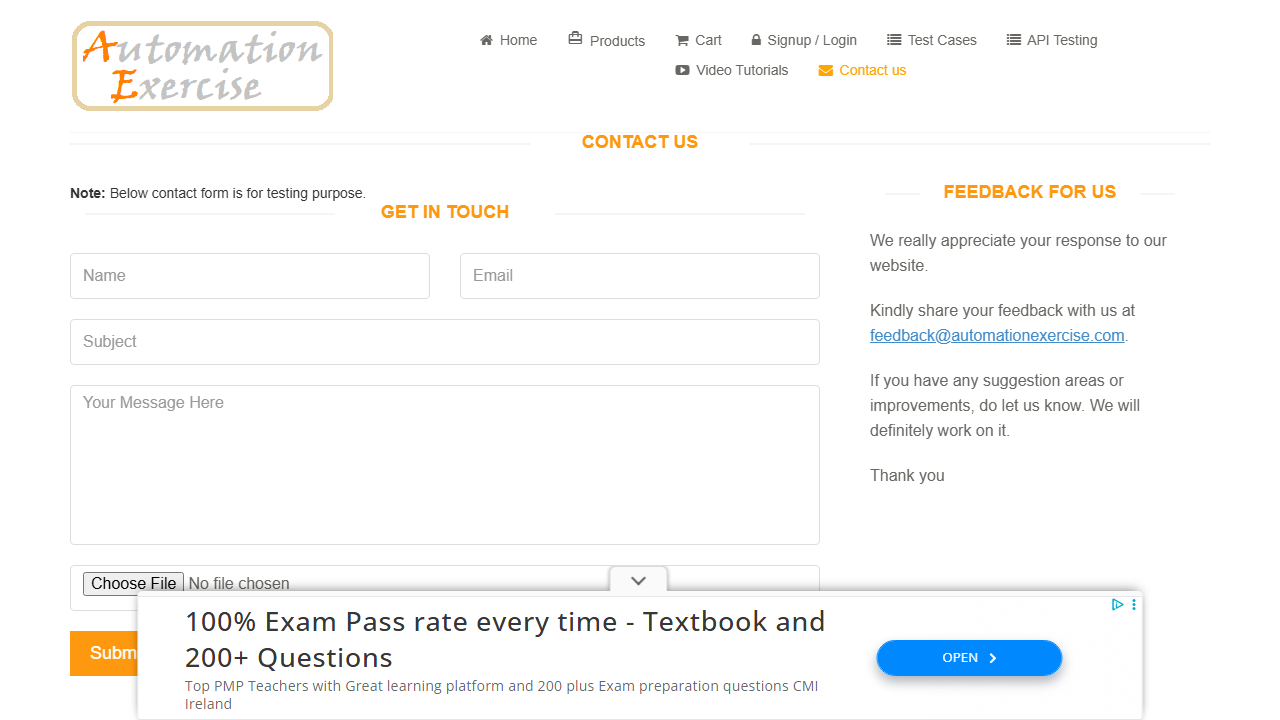 Automation
Exercise
Home
Products
Cart
Signup / Login
Test Cases
API Testing
Video Tutorials
Contact us
CONTACT US
Note: Below contact form is for testing purpose.
GET IN TOUCH
Name
Email
Subject
Your Message Here
Choose File No file chosen
Subm
FEEDBACK FOR US
We really appreciate your response to our
website.
Kindly share your feedback with us at
feedback@automationexercise.com.
If you have any suggestion areas or
improvements, do let us know. We will
definitely work on it.
Thank you
100% Exam Pass rate every time - Textbook and
200+ Questions
Top PMP Teachers with Great learning platform and 200 plus Exam preparation questions CMI
Ireland
OPEN